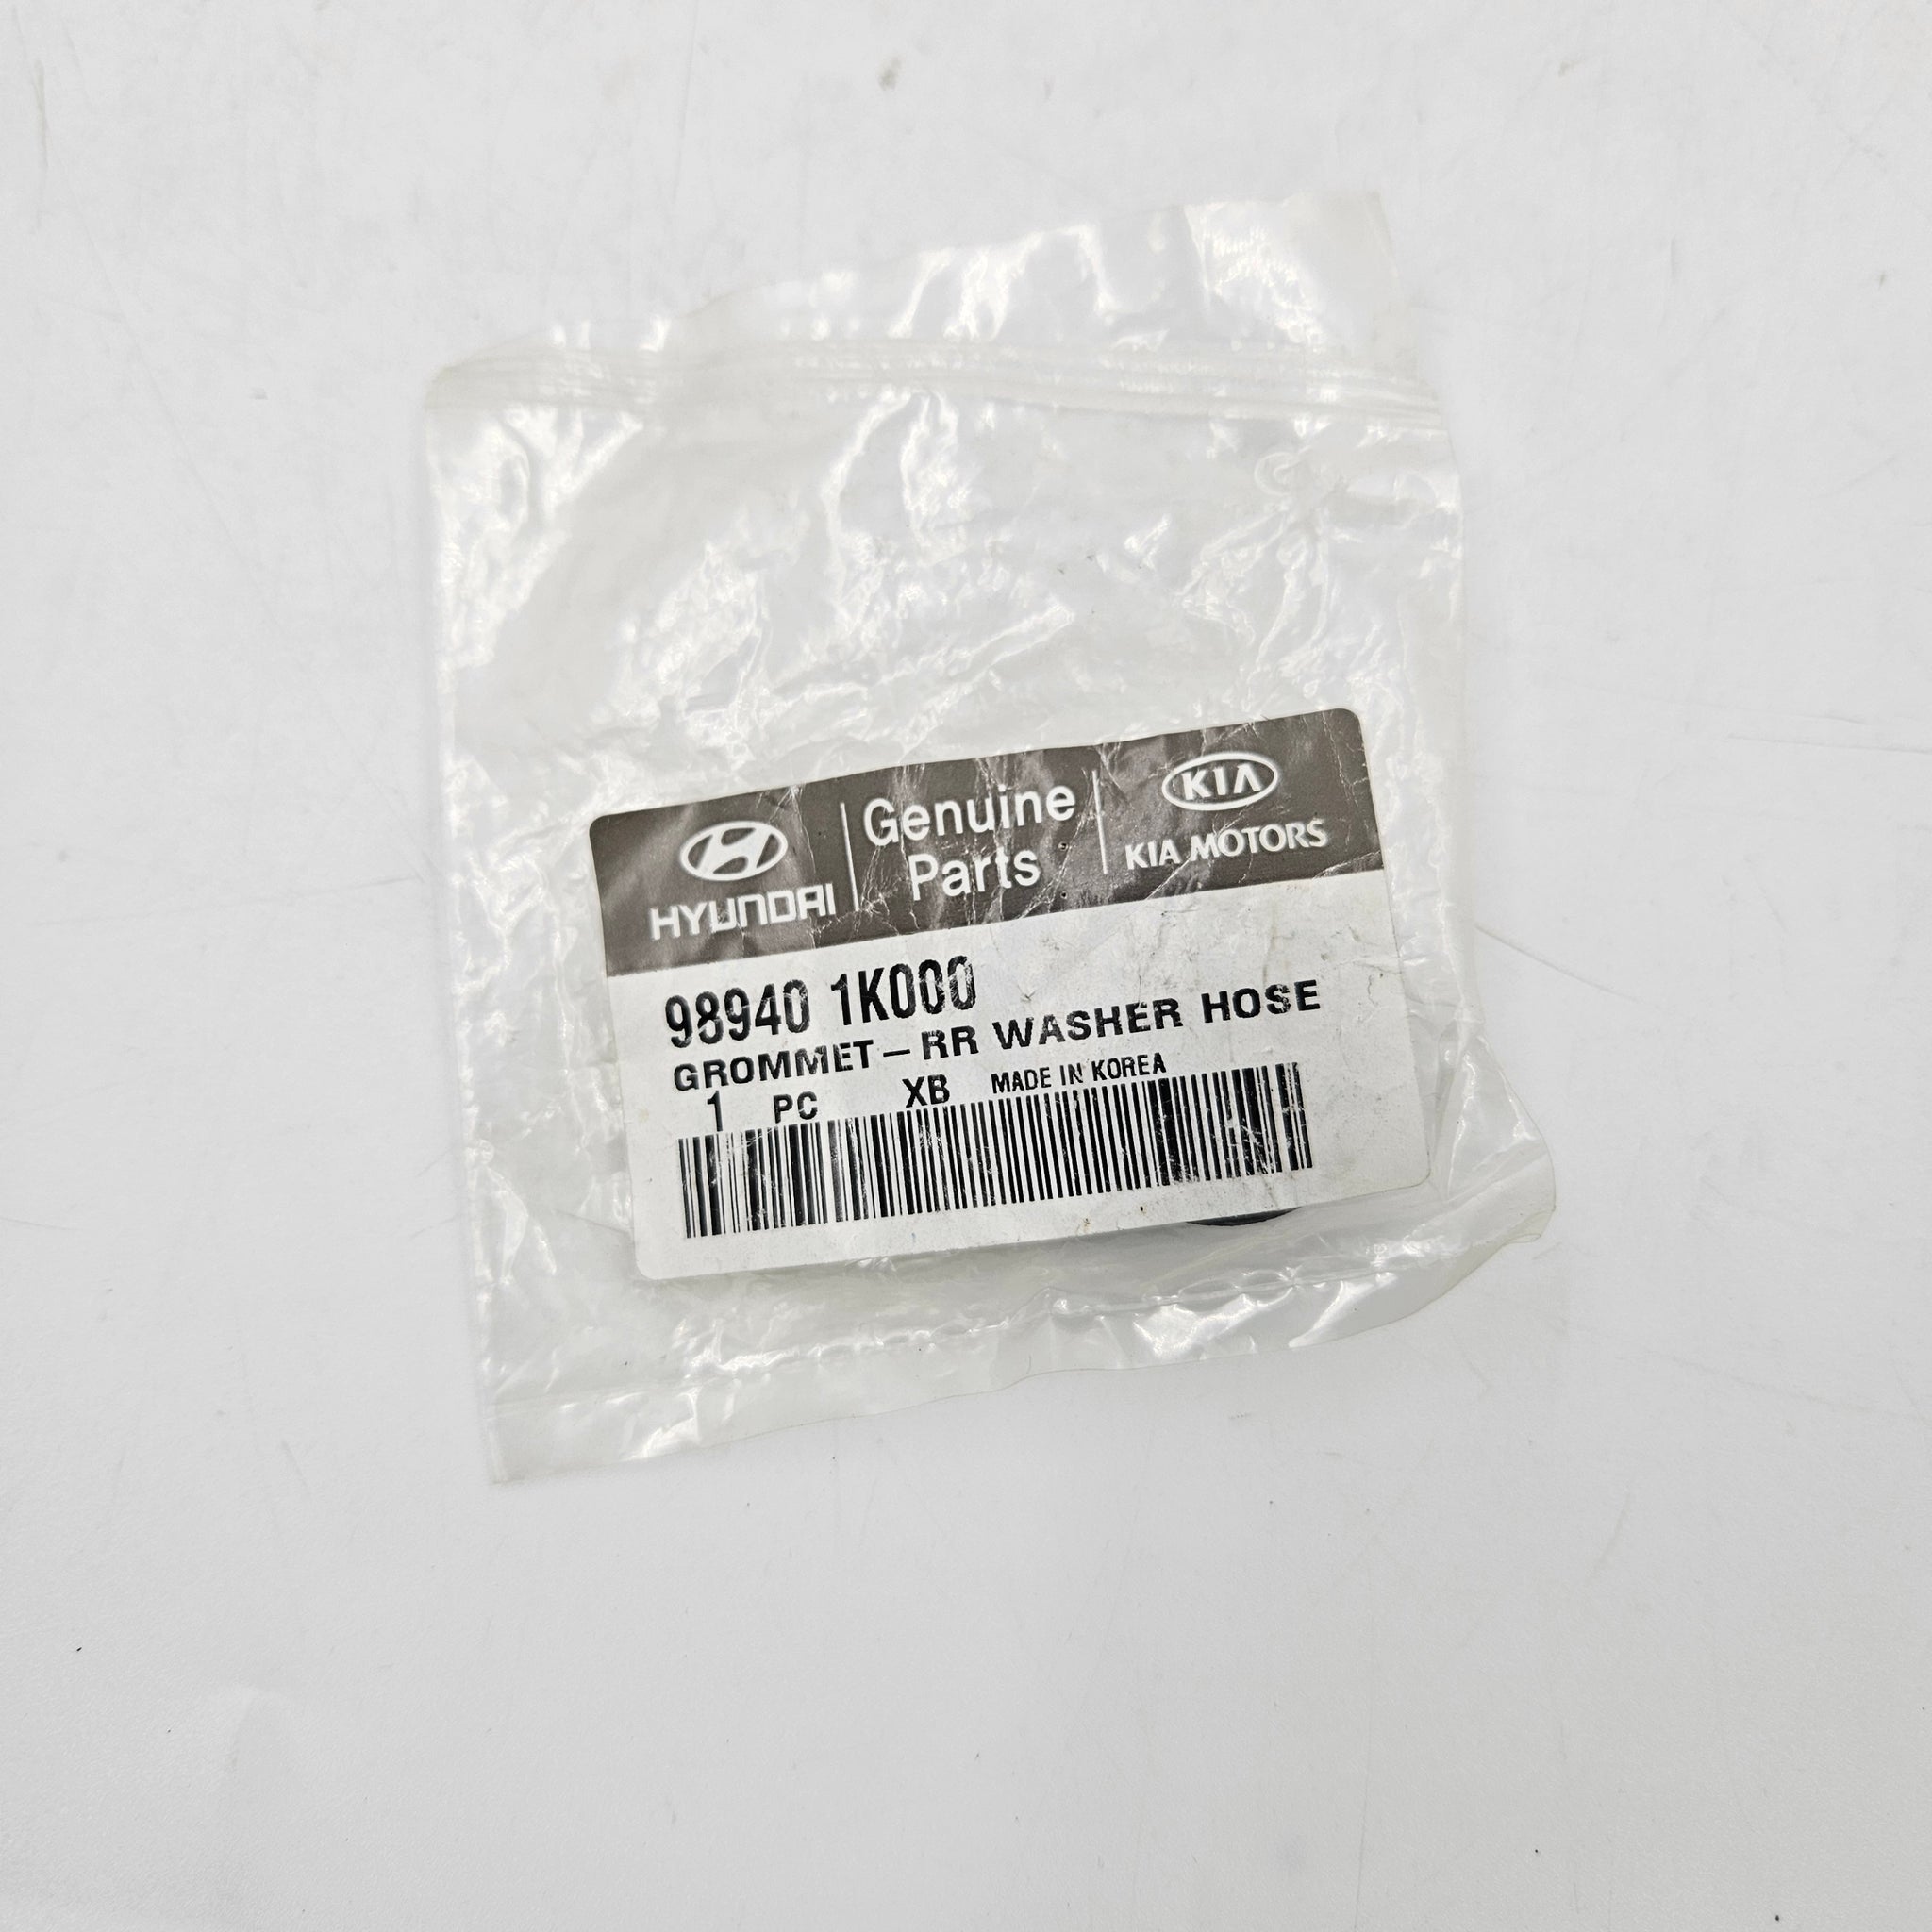 HYUNDAI
Genuine
Parts
KIA
KIA MOTORS
98940 1K000
GROMMET-RR WASHER HOSE
1 PC XB MADE IN KOREA